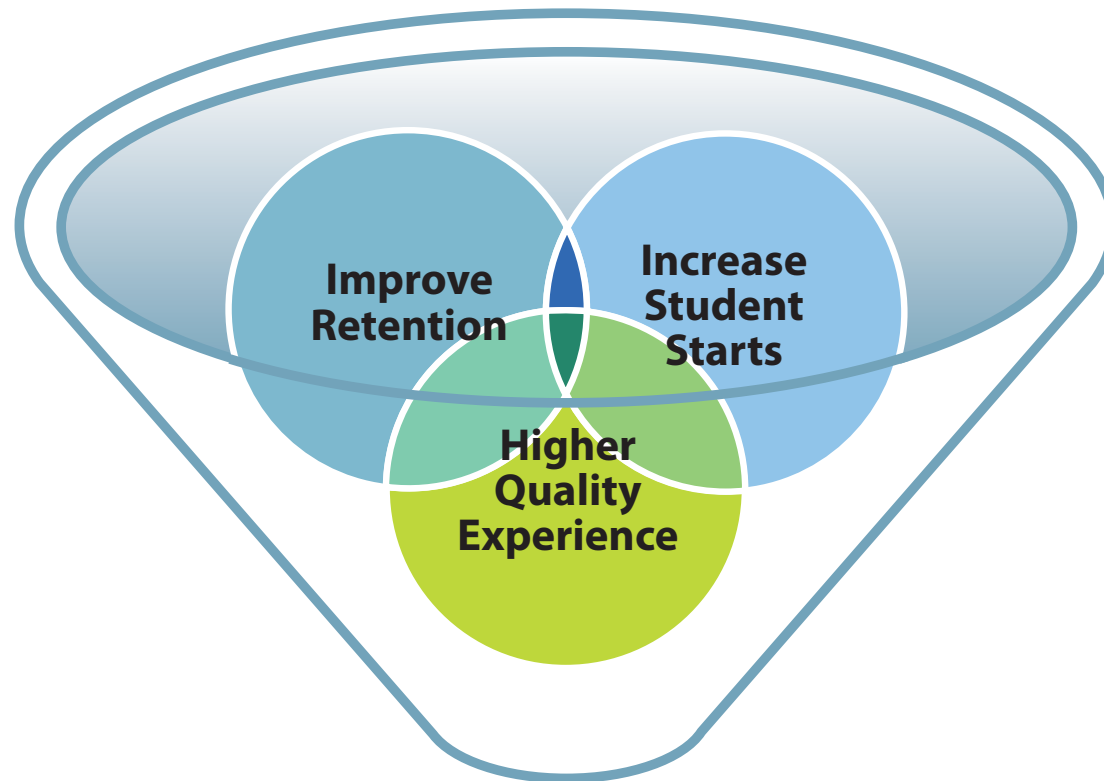 Improve
Retention
Increase
Student
Starts
Higher
Quality
Experience